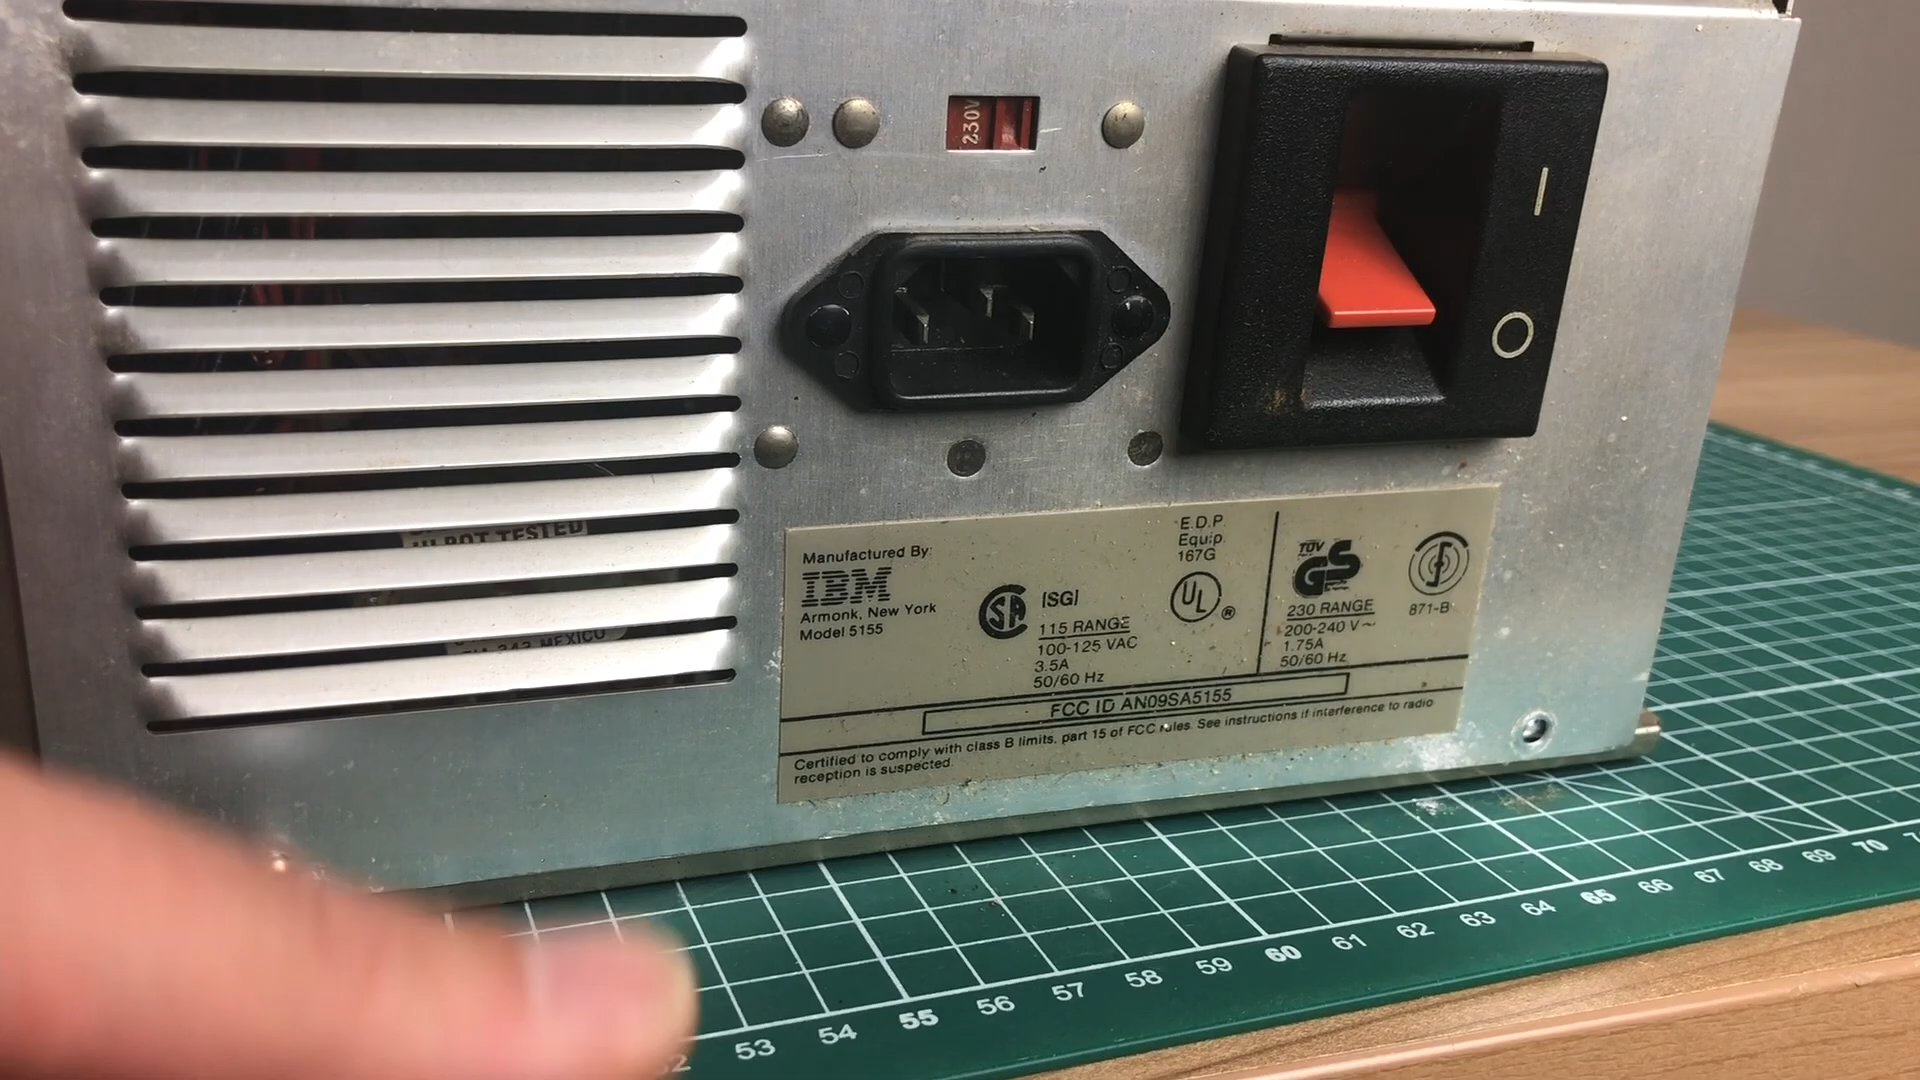 230V
TESTED
MEXICO
Manufactured By:
IBM
Armonk, New York
Model 5155
SA
ISGI
115 RANGE
100-125 VAC
3.5A
50/60 Hz
E.D.P.
Equip.
167G
UL®
TÜV
GS
230 RANGE
200-240 V~
1.75A
50/60 Hz
871-B
FCC ID AN09SA5155
Certified to comply with class B limits, part 15 of FCC rules. See instructions if interference to radio
reception is suspected.
53 54 55 56 57 58 59 60 61 62 63 64 65 66 67 68 69 70